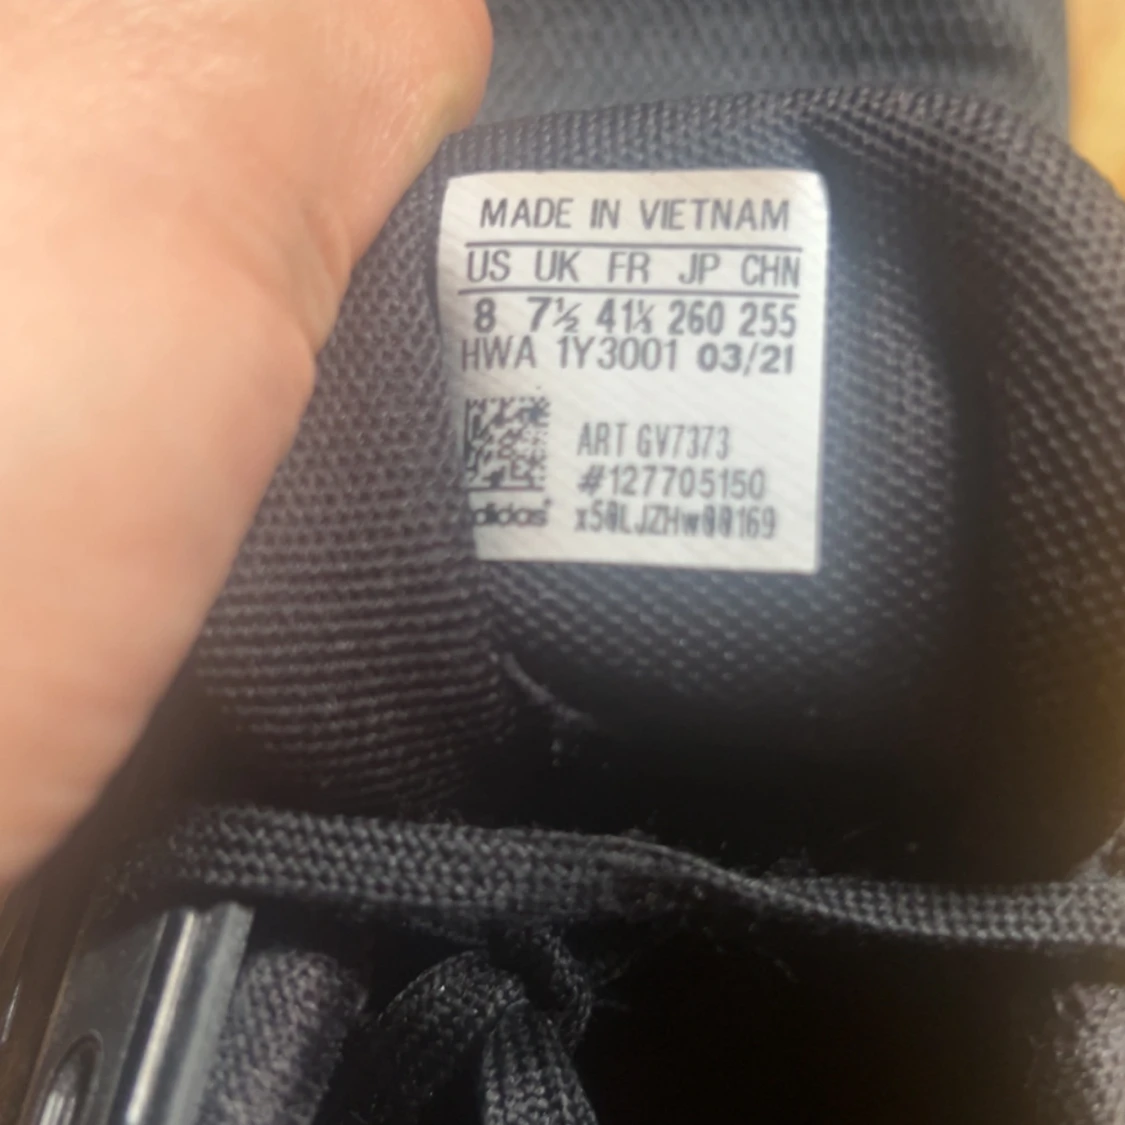 MADE IN VIETNAM
US UK FR JP CHN
8 7½ 41⅓ 260 255
HWA 1Y3001 03/21
ART GV7373
#127705150
adidas® x50LJZHw00169